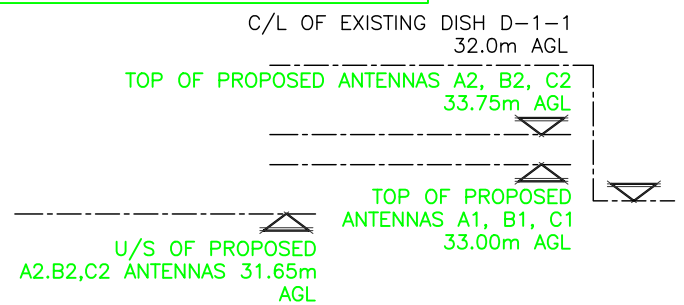 C/L OF EXISTING DISH D-1-1
32.0m AGL
TOP OF PROPOSED ANTENNAS A2, B2, C2
33.75m AGL
TOP OF PROPOSED
ANTENNAS A1, B1, C1
33.00m AGL
U/S OF PROPOSED
A2.B2,C2 ANTENNAS 31.65m
AGL